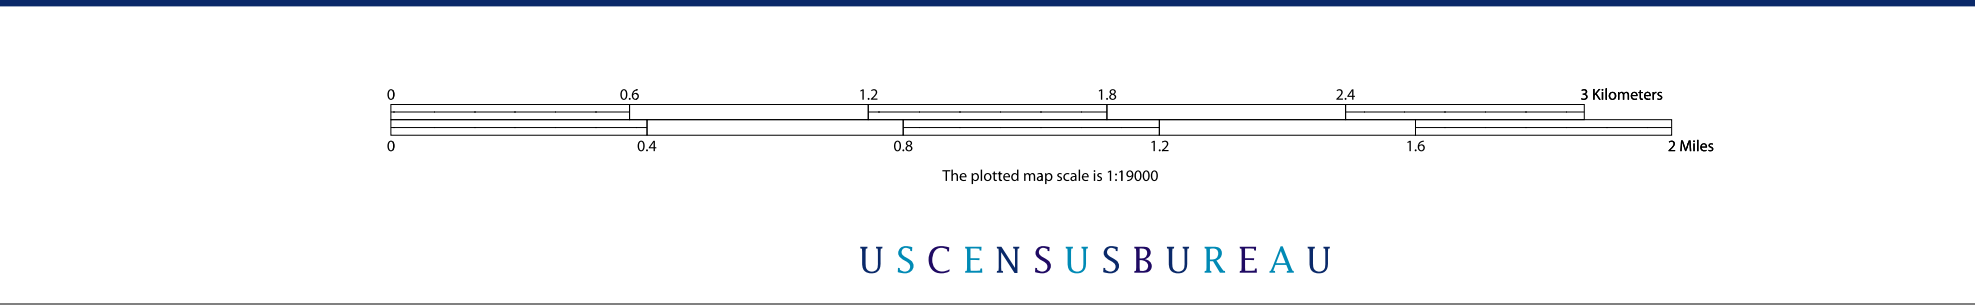 0 0.6 1.2 1.8 2.4 3 Kilometers
0 0.4 0.8 1.2 1.6 2 Miles
The plotted map scale is 1:19000
USCENSUSBUREAU